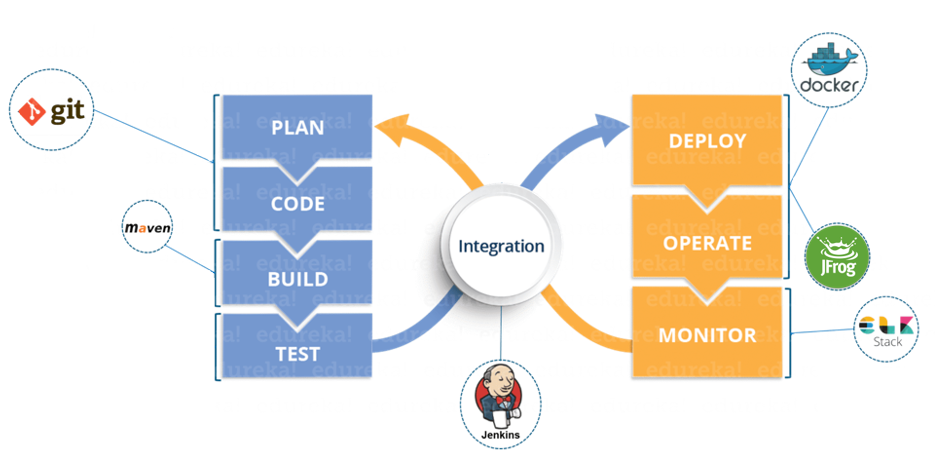 git
maven
PLAN
CODE
BUILD
TEST
Integration
Jenkins
DEPLOY
OPERATE
MONITOR
docker
JFrog
ELK
Stack
edureka!